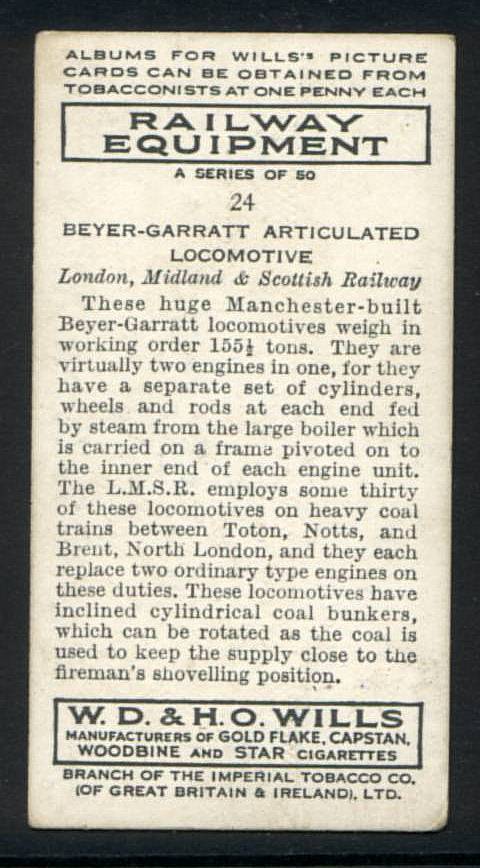 ALBUMS FOR WILLS'S PICTURE
CARDS CAN BE OBTAINED FROM
TOBACCONISTS AT ONE PENNY EACH
RAILWAY
EQUIPMENT
A SERIES OF 50
24
BEYER-GARRATT ARTICULATED
LOCOMOTIVE
London, Midland & Scottish Railway
These huge Manchester-built
Beyer-Garratt locomotives weigh in
working order 155½ tons. They are
virtually two engines in one, for they
have a separate set of cylinders,
wheels and rods at each end fed
by steam from the large boiler which
is carried on a frame pivoted on to
the inner end of each engine unit.
The L.M.S.R. employs some thirty
of these locomotives on heavy coal
trains between Toton, Notts, and
Brent, North London, and they each
replace two ordinary type engines on
these duties. These locomotives have
inclined cylindrical coal bunkers,
which can be rotated as the coal is
used to keep the supply close to the
fireman's shovelling position.
W. D. & H. O. WILLS
MANUFACTURERS OF GOLD FLAKE, CAPSTAN,
WOODBINE AND STAR CIGARETTES
BRANCH OF THE IMPERIAL TOBACCO CO.
(OF GREAT BRITAIN & IRELAND), LTD.